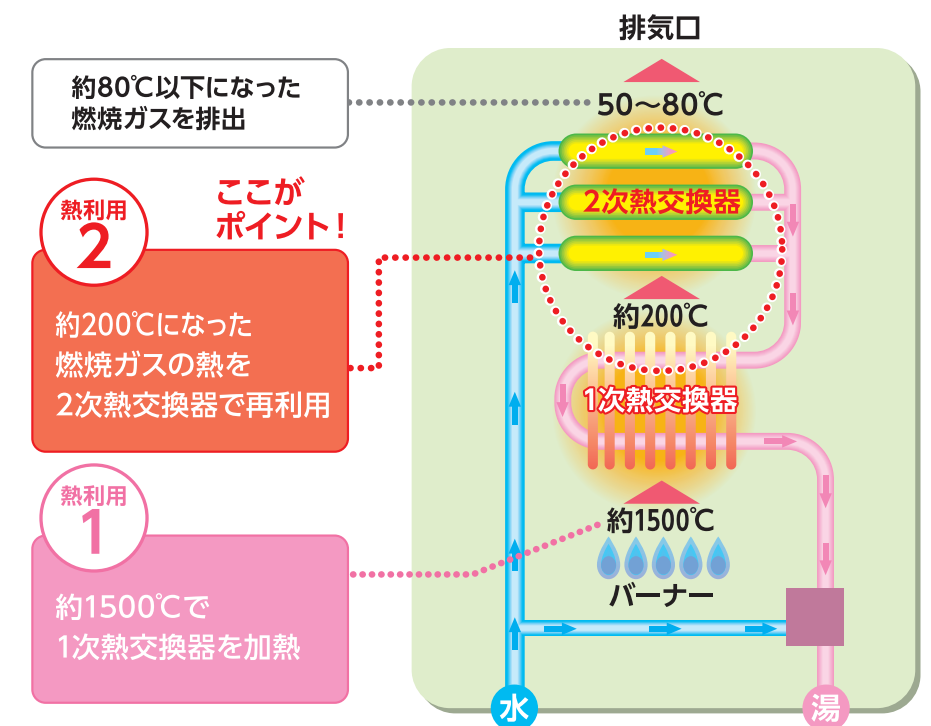 排気口
約80℃以下になった
燃焼ガスを排出
50〜80℃
熱利用
2
ここが
ポイント!
2次熱交換器
約200℃になった
燃焼ガスの熱を
2次熱交換器で再利用
約200℃
1次熱交換器
熱利用
1
約1500℃で
1次熱交換器を加熱
約1500℃
バーナー
水
湯